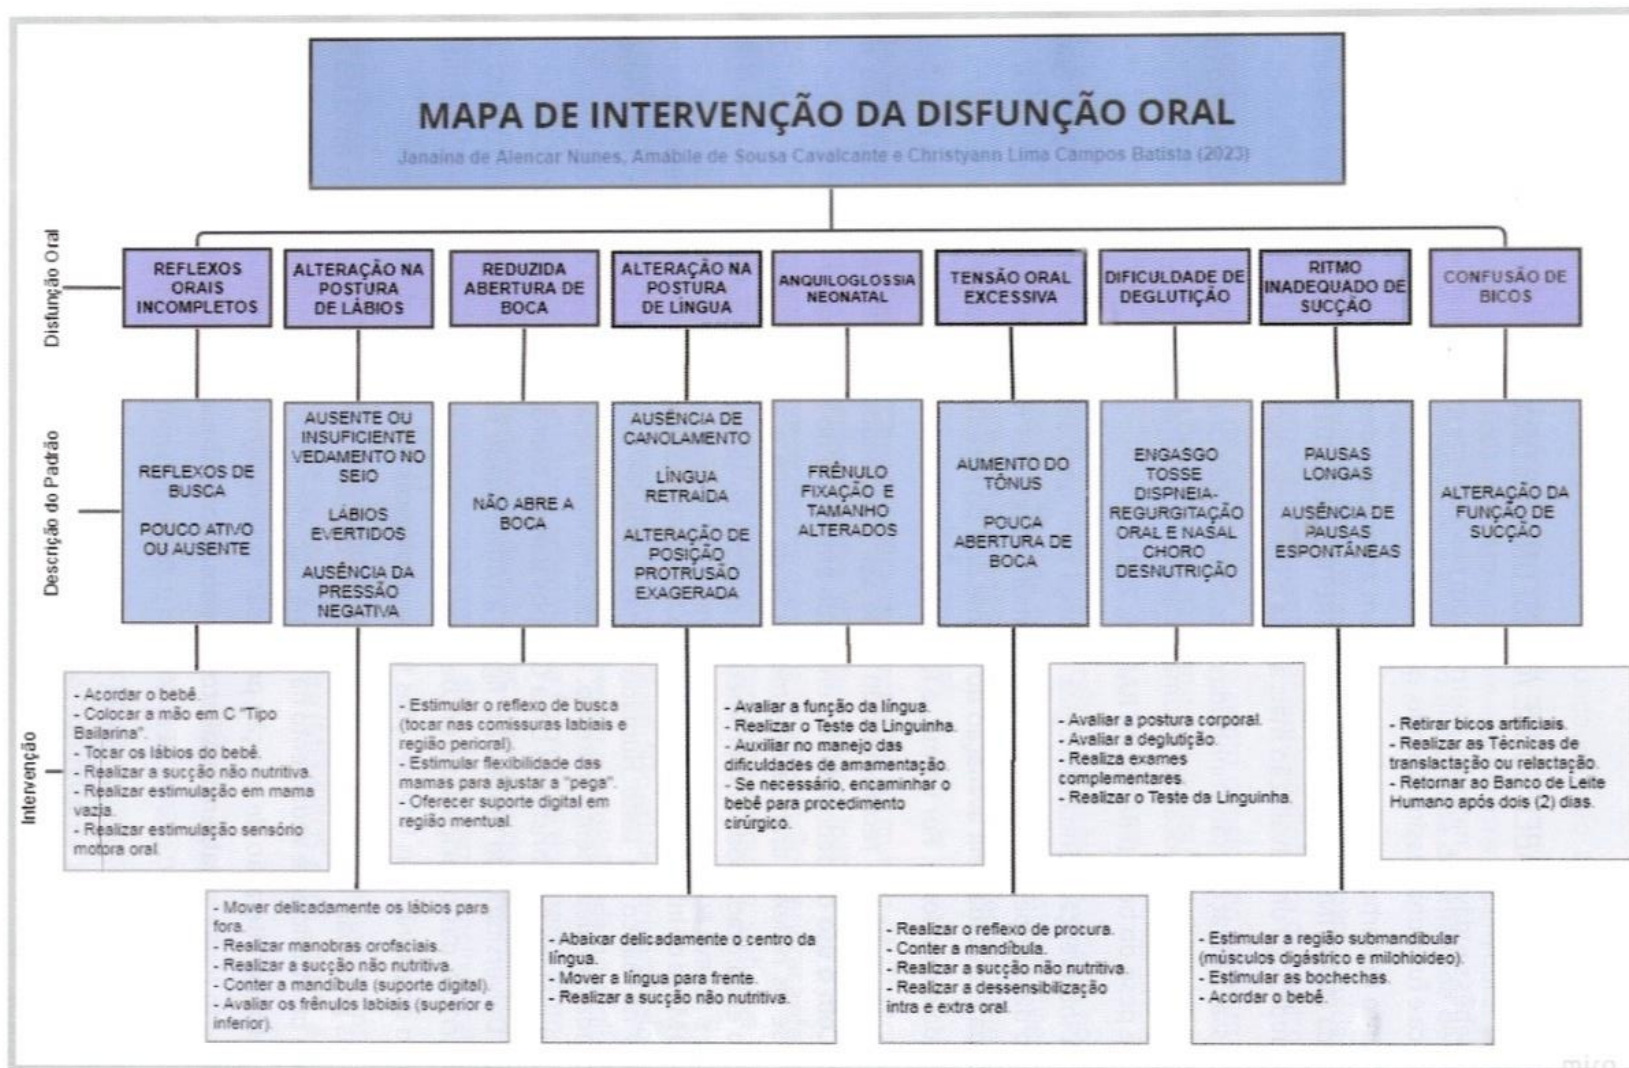 MAPA DE INTERVENÇÃO DA DISFUNÇÃO ORAL
Janaína de Alencar Nunes, Amábile de Sousa Cavalcante e Christyann Lima Campos Batista (2023)
Disfunção Oral
REFLEXOS
ORAIS
INCOMPLETOS
ALTERAÇÃO NA
POSTURA
DE LÁBIOS
REDUZIDA
ABERTURA DE
BOCA
ALTERAÇÃO NA
POSTURA
DE LÍNGUA
ANQUILOGLOSSIA
NEONATAL
TENSÃO ORAL
EXCESSIVA
DIFICULDADE DE
DEGLUTIÇÃO
RITMO
INADEQUADO DE
SUCÇÃO
CONFUSÃO DE
BICOS
Descrição do Padrão
REFLEXOS DE
BUSCA
POUCO ATIVO
OU AUSENTE
AUSENTE OU
INSUFICIENTE
VEDAMENTO NO
SEIO
LÁBIOS
EVERTIDOS
AUSÊNCIA DA
PRESSÃO
NEGATIVA
NÃO ABRE A
BOCA
AUSÊNCIA DE
CANOLAMENTO
LÍNGUA
RETRAÍDA
ALTERAÇÃO DE
POSIÇÃO
PROTRUSÃO
EXAGERADA
FRÊNULO
FIXAÇÃO E
TAMANHO
ALTERADOS
AUMENTO DO
TÔNUS
POUCA
ABERTURA DE
BOCA
ENGASGO
TOSSE
DISPNEIA-
REGURGITAÇÃO
ORAL E NASAL
CHORO
DESNUTRIÇÃO
PAUSAS
LONGAS
AUSÊNCIA DE
PAUSAS
ESPONTÂNEAS
ALTERAÇÃO DA
FUNÇÃO DE
SUCÇÃO
Intervenção
- Acordar o bebê.
- Colocar a mão em C "Tipo
Bailarina".
- Tocar os lábios do bebê.
- Realizar a sucção não nutritiva.
- Realizar estimulação em mama
vazia.
- Realizar estimulação sensório
motora oral.
- Mover delicadamente os lábios para
fora.
- Realizar manobras orofaciais.
- Realizar a sucção não nutritiva.
- Conter a mandíbula (suporte digital).
- Avaliar os frênulos labiais (superior e
inferior).
- Estimular o reflexo de busca
(tocar nas comissuras labiais e
região perioral).
- Estimular flexibilidade das
mamas para ajustar a "pega".
- Oferecer suporte digital em
região mentual.
- Abaixar delicadamente o centro da
língua.
- Mover a língua para frente.
- Realizar a sucção não nutritiva.
- Avaliar a função da língua.
- Realizar o Teste da Linguinha.
- Auxiliar no manejo das
dificuldades de amamentação.
- Se necessário, encaminhar o
bebê para procedimento
cirúrgico.
- Realizar o reflexo de procura.
- Conter a mandíbula.
- Realizar a sucção não nutritiva.
- Realizar a dessensibilização
intra e extra oral.
- Avaliar a postura corporal.
- Avaliar a deglutição.
- Realiza exames
complementares.
- Realizar o Teste da Linguinha.
- Estimular a região submandibular
(músculos digástrico e milohioideo).
- Estimular as bochechas.
- Acordar o bebê.
- Retirar bicos artificiais.
- Realizar as Técnicas de
translactação ou relactação.
- Retornar ao Banco de Leite
Humano após dois (2) dias.
miro